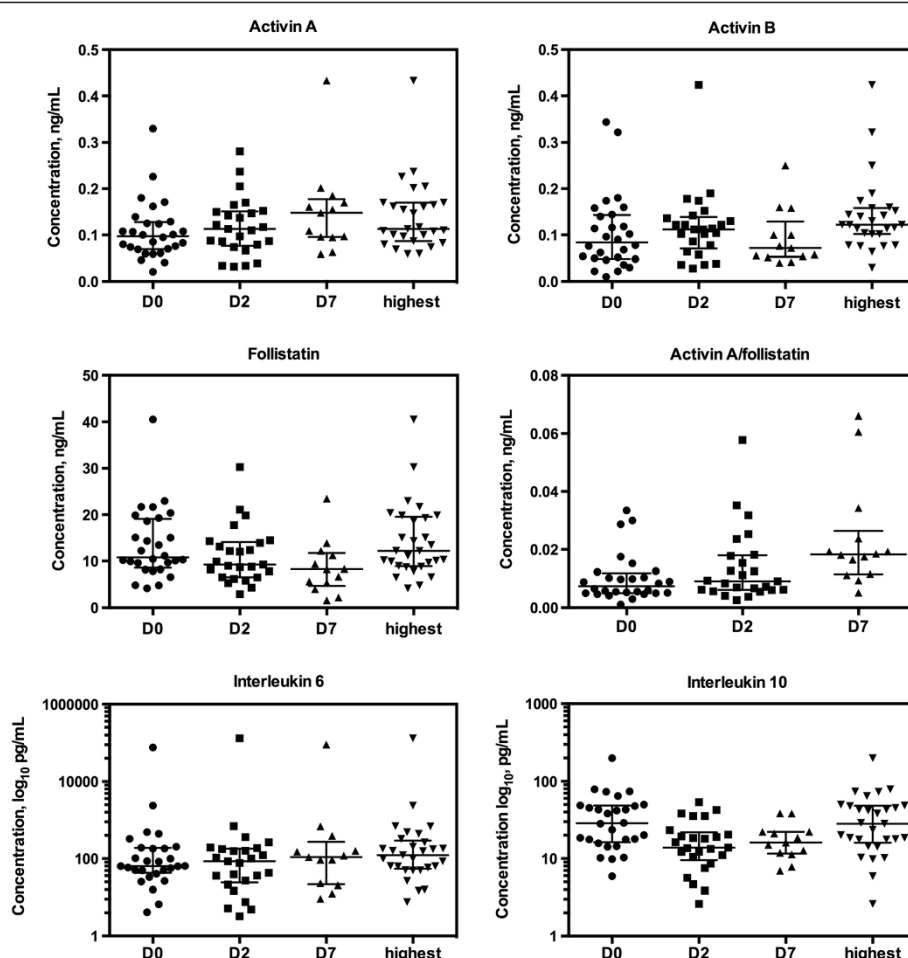 Activin A
Activin B
Concentration, ng/mL
0.5
0.4
0.3
0.2
0.1
0.0
D0 D2 D7 highest
Concentration, ng/mL
0.5
0.4
0.3
0.2
0.1
0.0
D0 D2 D7 highest
Follistatin
Activin A/follistatin
Concentration, ng/mL
50
40
30
20
10
0
D0 D2 D7 highest
Concentration, ng/mL
0.08
0.06
0.04
0.02
0.00
D0 D2 D7
Interleukin 6
Interleukin 10
Concentration, log10 pg/mL
1000000
10000
100
1
D0 D2 D7 highest
Concentration log10, pg/mL
1000
100
10
1
D0 D2 D7 highest